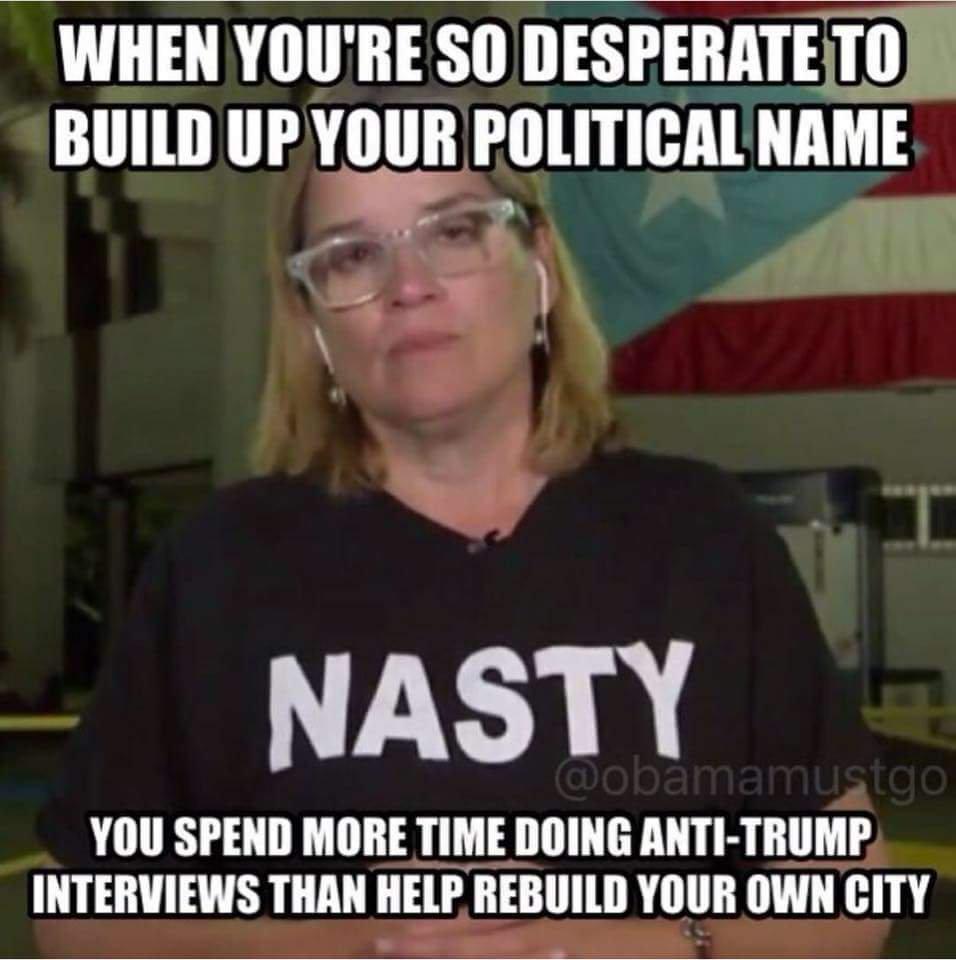 WHEN YOU'RE SO DESPERATE TO
BUILD UP YOUR POLITICAL NAME
NASTY
@obamamustgo
YOU SPEND MORE TIME DOING ANTI-TRUMP
INTERVIEWS THAN HELP REBUILD YOUR OWN CITY